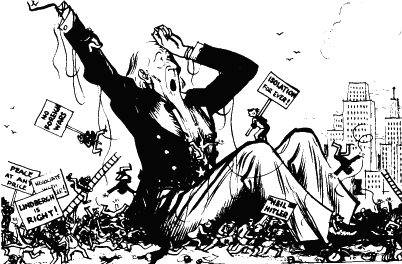 ISOLATION
FOR EVER!
NO
FOREIGN
WARS
PEACE
AT ANY
PRICE
NEGOTIATE
LINDBERGH
IS
RIGHT!
HEIL
HITLER